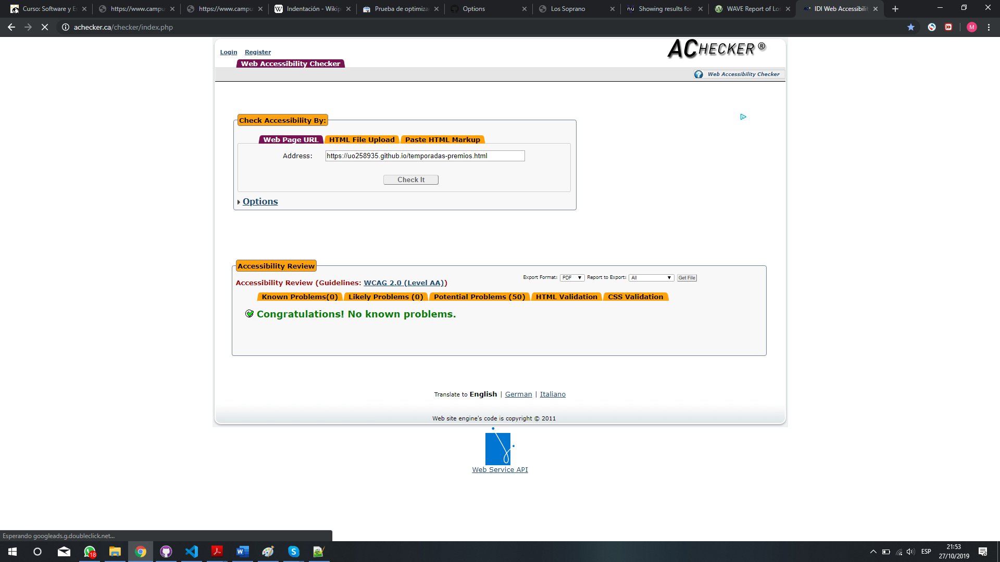 Curso: Software y Es
https://www.campus
https://www.campus
Indentación - Wikip
Prueba de optimiza
Options
Los Soprano
Showing results for
WAVE Report of Los
IDI Web Accessibilit
achecker.ca/checker/index.php
M
Login Register
ACHECKER ®
Web Accessibility Checker
Web Accessibility Checker
Check Accessibility By:
Web Page URL HTML File Upload Paste HTML Markup
Address: https://uo258935.github.io/temporadas-premios.html
Check It
Options
Accessibility Review
Export Format: PDF Report to Export: All Get File
Accessibility Review (Guidelines: WCAG 2.0 (Level AA))
Known Problems(0) Likely Problems (0) Potential Problems (50) HTML Validation CSS Validation
Congratulations! No known problems.
Translate to English | German | Italiano
Web site engine's code is copyright © 2011
Web Service API
Esperando googleads.g.doubleclick.net...
18
ESP
21:53
27/10/2019